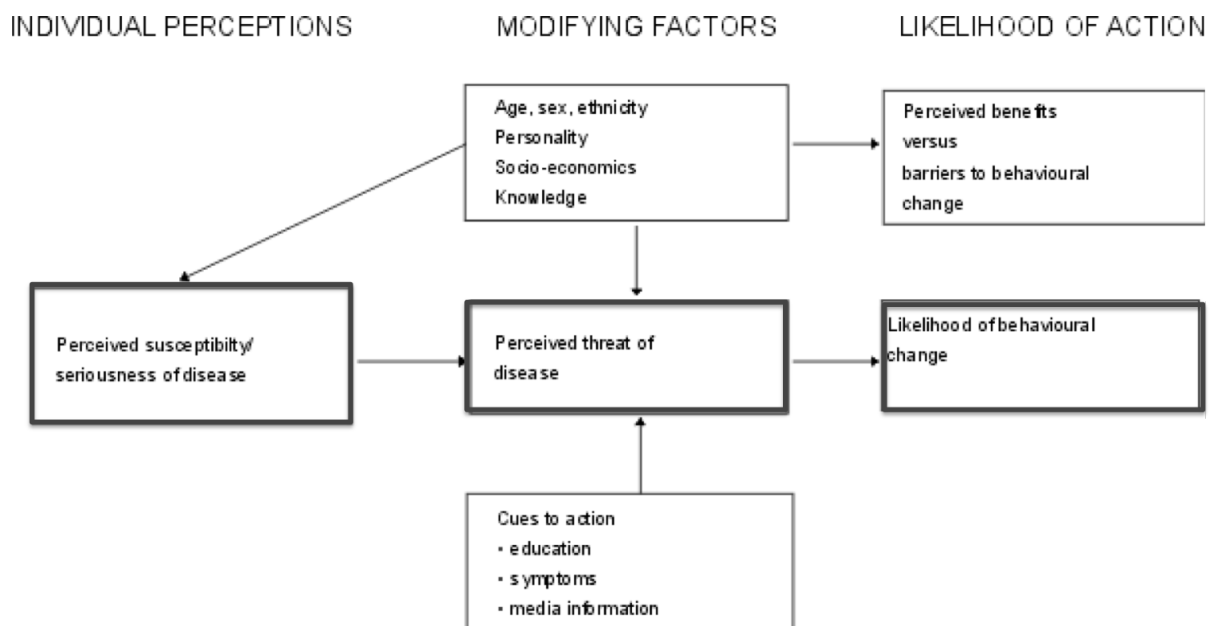 INDIVIDUAL PERCEPTIONS
MODIFYING FACTORS
LIKELIHOOD OF ACTION
Age, sex, ethnicity
Personality
Socio-economics
Knowledge
Perceived benefits
versus
barriers to behavioural
change
Perceived susceptibilty/
seriousness of disease
Perceived threat of
disease
Likelihood of behavioural
change
Cues to action
• education
• symptoms
• media information